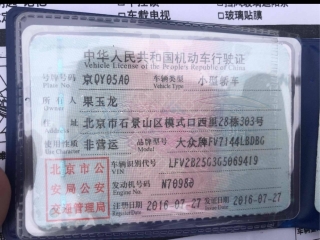 □车载电视
□玻璃贴膜
中华人民共和国机动车行驶证
Vehicle License of the People's Republic of China
号牌号码 京QY05A0 车辆类型 小型轿车
Plate No. Vehicle Type
所有人 果玉龙
Owner
住址 北京市石景山区模式口西里28栋303号
Address
使用性质 非营运 品牌型号 大众牌FV7144LBDBG
Use Character Model
北京市公安局公安交通管理局
车辆识别代号 LFV2B25G3G5069419
VIN
发动机号码 N70980
Engine No.
注册日期 2016-07-27 发证日期 2016-07-27
Register Date Issue Date